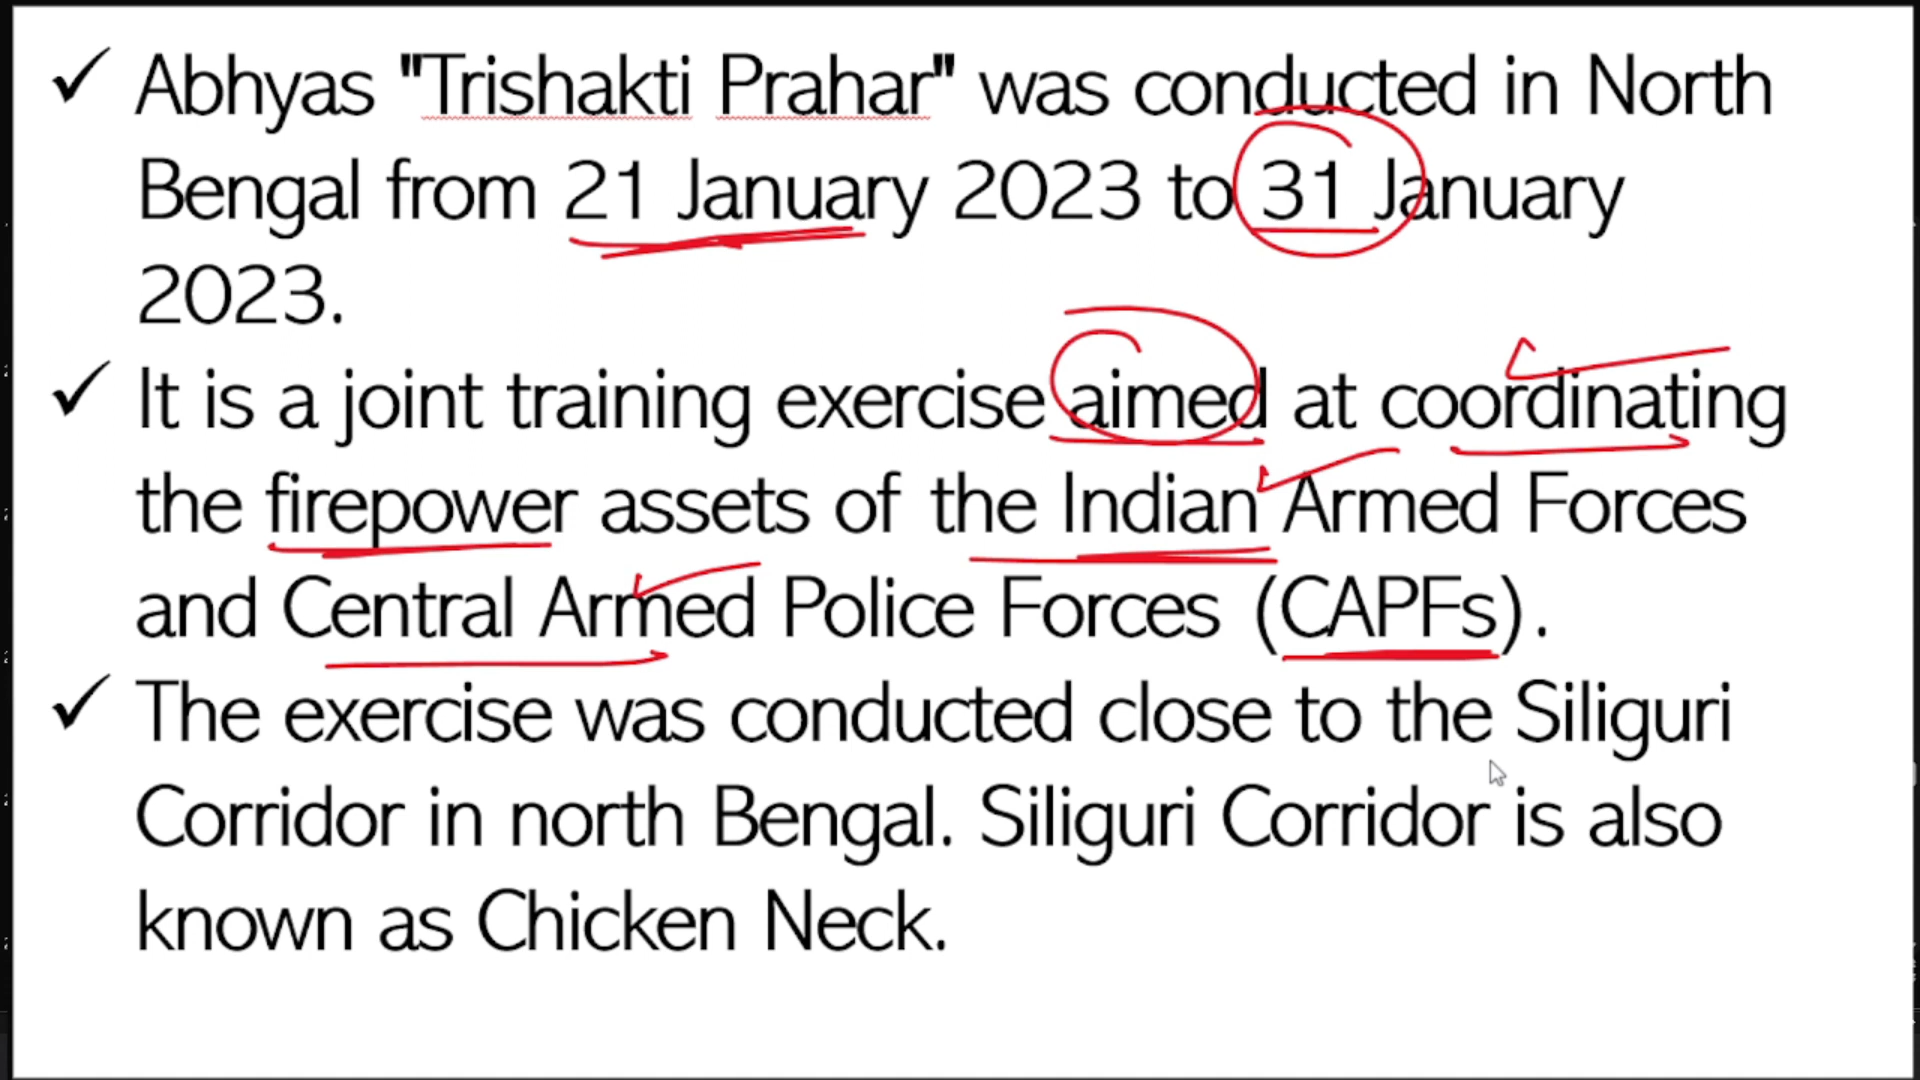 ✓ Abhyas "Trishakti Prahar" was conducted in North
Bengal from 21 January 2023 to 31 January
2023.
✓ It is a joint training exercise aimed at coordinating
the firepower assets of the Indian Armed Forces
and Central Armed Police Forces (CAPFs).
✓ The exercise was conducted close to the Siliguri
Corridor in north Bengal. Siliguri Corridor is also
known as Chicken Neck.